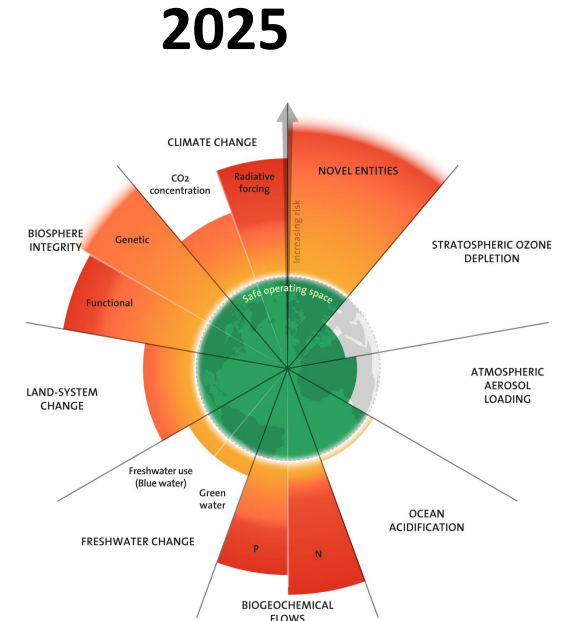 2025
CLIMATE CHANGE
CO2
concentration
Radiative
forcing
NOVEL ENTITIES
Increasing risk
BIOSPHERE
INTEGRITY
Genetic
Functional
STRATOSPHERIC OZONE
DEPLETION
Safe operating space
LAND-SYSTEM
CHANGE
ATMOSPHERIC
AEROSOL
LOADING
Freshwater use
(Blue water)
Green
water
FRESHWATER CHANGE
OCEAN
ACIDIFICATION
P
N
BIOGEOCHEMICAL
FLOWS